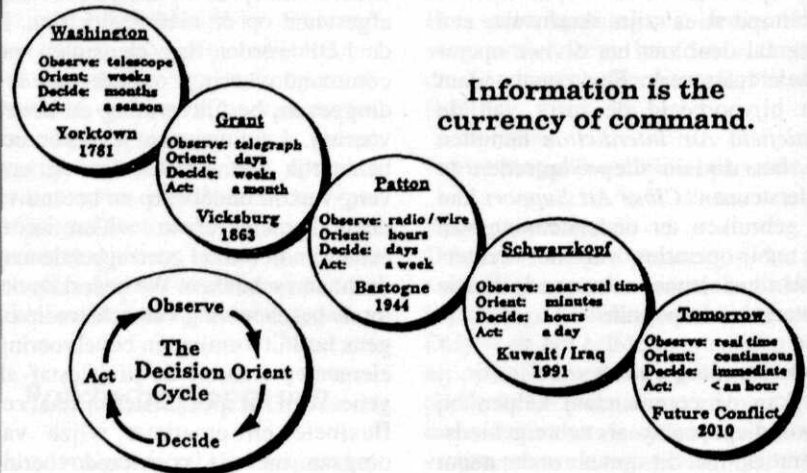 Washington
Observe: telescope
Orient: weeks
Decide: months
Act: a season
Yorktown
1781
Grant
Observe: telegraph
Orient: days
Decide: weeks
Act: a month
Vicksburg
1863
Information is the
currency of command.
Patton
Observe: radio / wire
Orient: hours
Decide: days
Act: a week
Bastogne
1944
Schwarzkopf
Observe: near-real time
Orient: minutes
Decide: hours
Act: a day
Kuwait / Iraq
1991
Tomorrow
Observe: real time
Orient: continuous
Decide: immediate
Act: < an hour
Future Conflict
2010
Observe
The
Decision
Cycle
Orient
Act
Decide